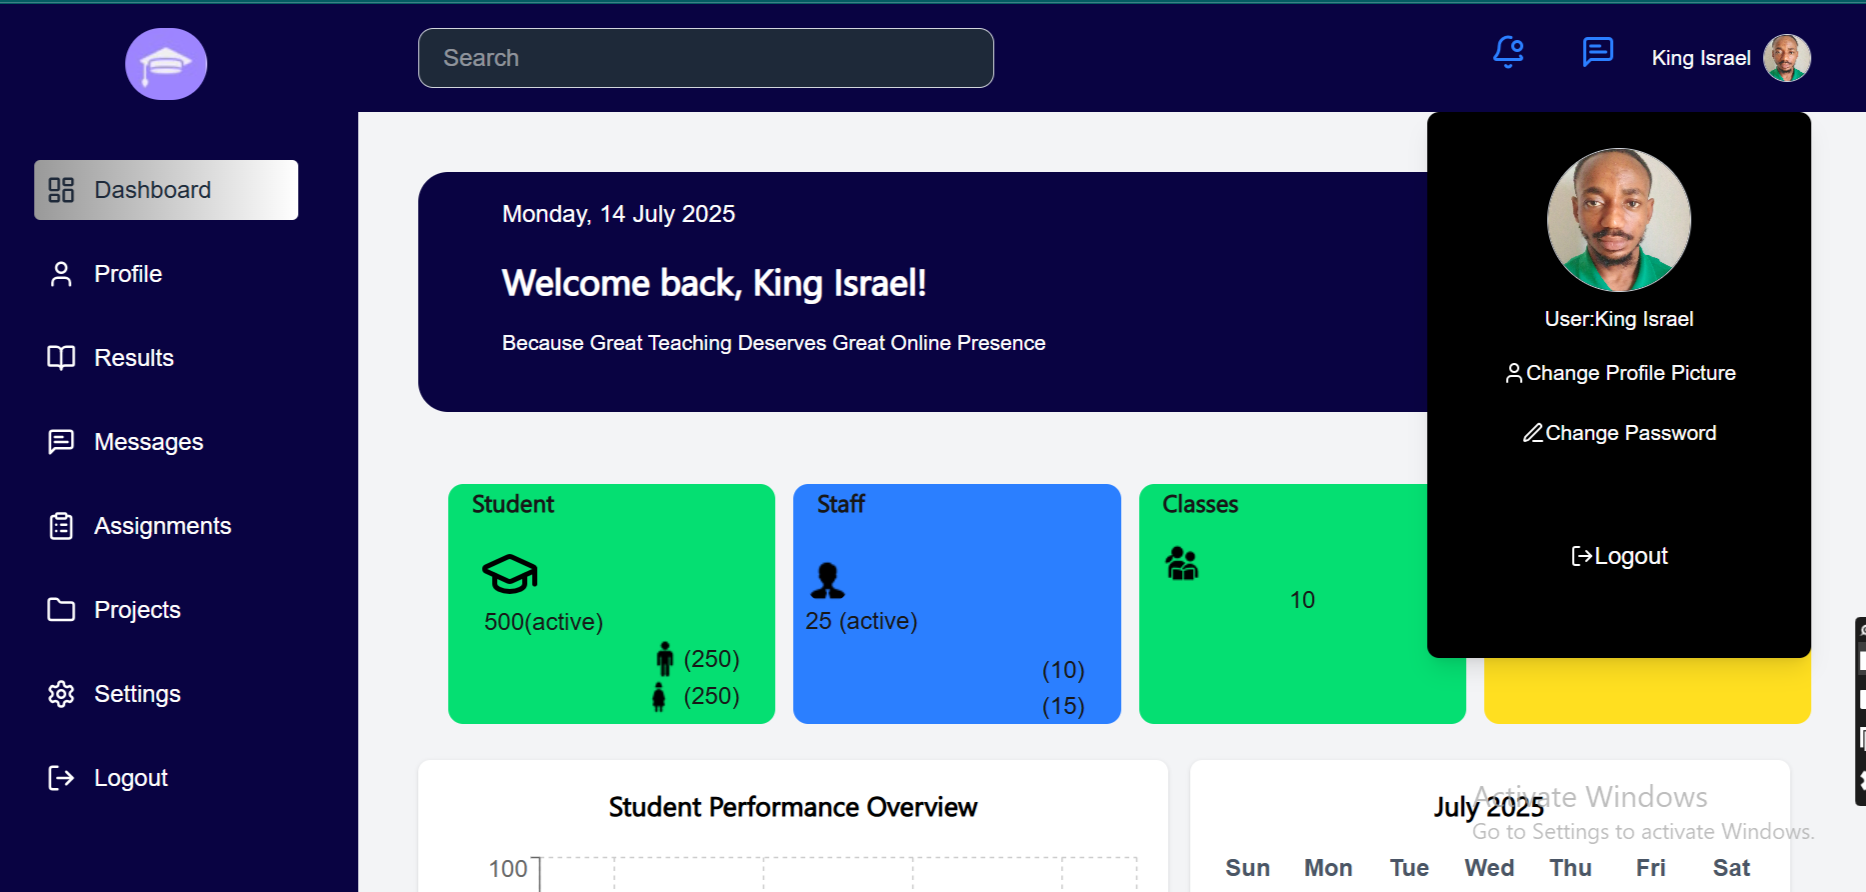 Search
King Israel
Dashboard
Profile
Results
Messages
Assignments
Projects
Settings
Logout
Monday, 14 July 2025
Welcome back, King Israel!
Because Great Teaching Deserves Great Online Presence
User:King Israel
Change Profile Picture
Change Password
Logout
Student
500(active)
(250)
(250)
Staff
25 (active)
(10)
(15)
Classes
10
Student Performance Overview
100
July 2025
Sun Mon Tue Wed Thu Fri Sat
Activate Windows
Go to Settings to activate Windows.